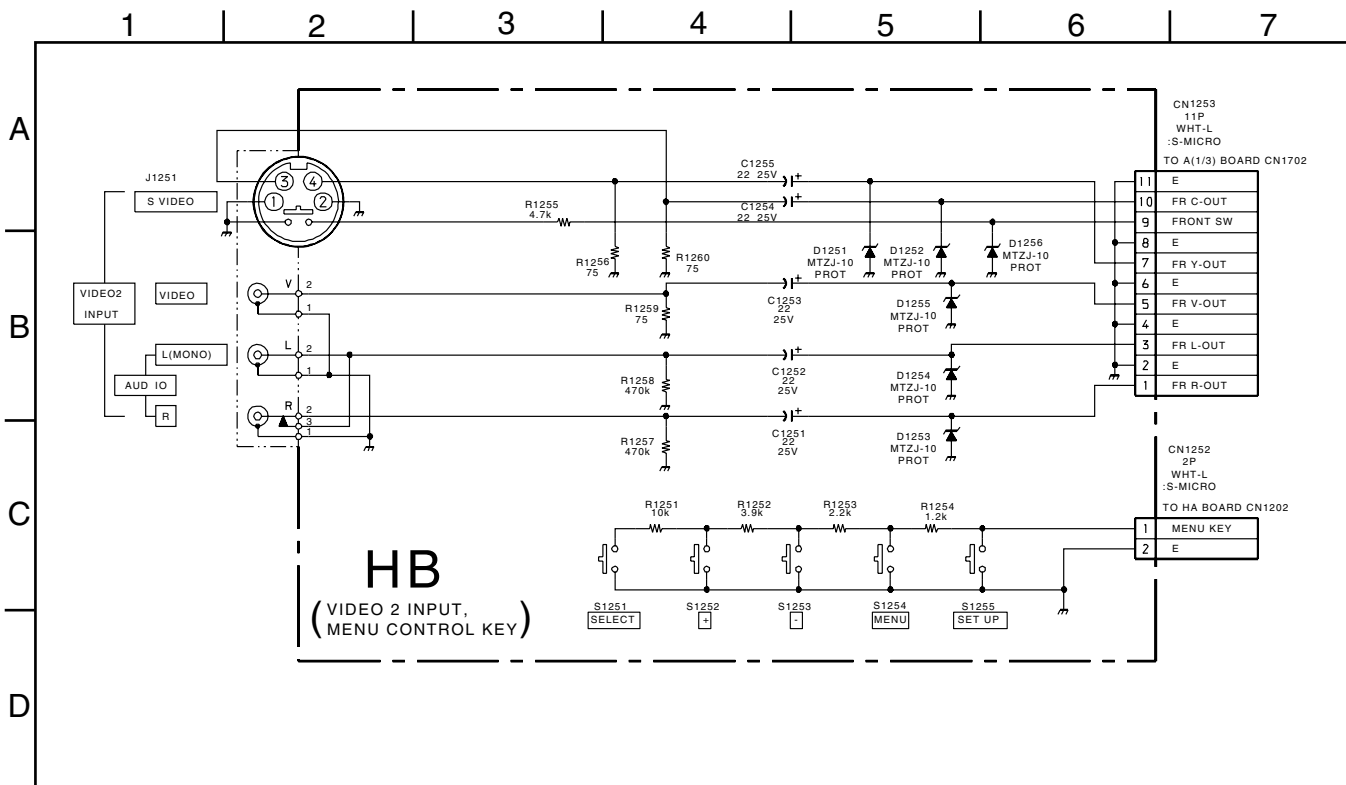 1 2 3 4 5 6 7
A
B
C
D
J1251
S VIDEO
3 4
1 2
VIDEO2
INPUT
VIDEO
L(MONO)
AUD IO
R
V 2
1
L 2
1
R 2
3
1
R1255
4.7k
C1255
22 25V
C1254
22 25V
R1256
75
R1260
75
D1251
MTZJ-10
PROT
D1252
MTZJ-10
PROT
D1256
MTZJ-10
PROT
R1259
75
C1253
22
25V
D1255
MTZJ-10
PROT
R1258
470k
C1252
22
25V
D1254
MTZJ-10
PROT
R1257
470k
C1251
22
25V
D1253
MTZJ-10
PROT
CN1253
11P
WHT-L
:S-MICRO
TO A(1/3) BOARD CN1702
11 E
10 FR C-OUT
9 FRONT SW
8 E
7 FR Y-OUT
6 E
5 FR V-OUT
4 E
3 FR L-OUT
2 E
1 FR R-OUT
CN1252
2P
WHT-L
:S-MICRO
TO HA BOARD CN1202
1 MENU KEY
2 E
R1251
10k
R1252
3.9k
R1253
2.2k
R1254
1.2k
S1251
SELECT
S1252
+
S1253
-
S1254
MENU
S1255
SET UP
HB
(VIDEO 2 INPUT,
MENU CONTROL KEY)